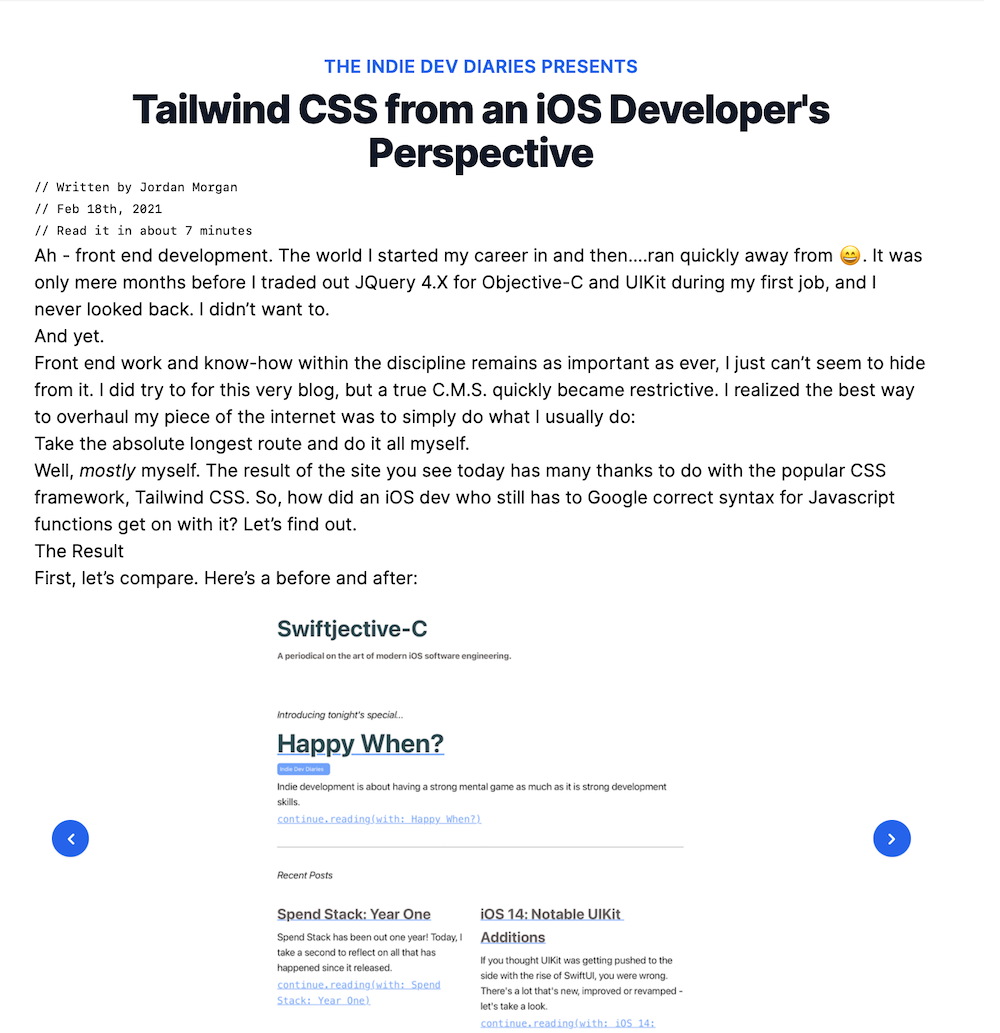 THE INDIE DEV DIARIES PRESENTS
Tailwind CSS from an iOS Developer's
Perspective
// Written by Jordan Morgan
// Feb 18th, 2021
// Read it in about 7 minutes
Ah - front end development. The world I started my career in and then....ran quickly away from 😄. It was
only mere months before I traded out JQuery 4.X for Objective-C and UIKit during my first job, and I
never looked back. I didn’t want to.
And yet.
Front end work and know-how within the discipline remains as important as ever, I just can’t seem to hide
from it. I did try to for this very blog, but a true C.M.S. quickly became restrictive. I realized the best way
to overhaul my piece of the internet was to simply do what I usually do:
Take the absolute longest route and do it all myself.
Well, mostly myself. The result of the site you see today has many thanks to do with the popular CSS
framework, Tailwind CSS. So, how did an iOS dev who still has to Google correct syntax for Javascript
functions get on with it? Let’s find out.
The Result
First, let’s compare. Here’s a before and after:
Swiftjective-C
A periodical on the art of modern iOS software engineering.
Introducing tonight's special...
Happy When?
Indie Dev Diaries
Indie development is about having a strong mental game as much as it is strong development
skills.
continue.reading(with: Happy When?)
Recent Posts
Spend Stack: Year One
Spend Stack has been out one year! Today, I
take a second to reflect on all that has
happened since it released.
continue.reading(with: Spend
Stack: Year One)
iOS 14: Notable UIKit
Additions
If you thought UIKit was getting pushed to the
side with the rise of SwiftUI, you were wrong.
There's a lot that's new, improved or revamped -
let's take a look.
continue.reading(with: iOS 14: